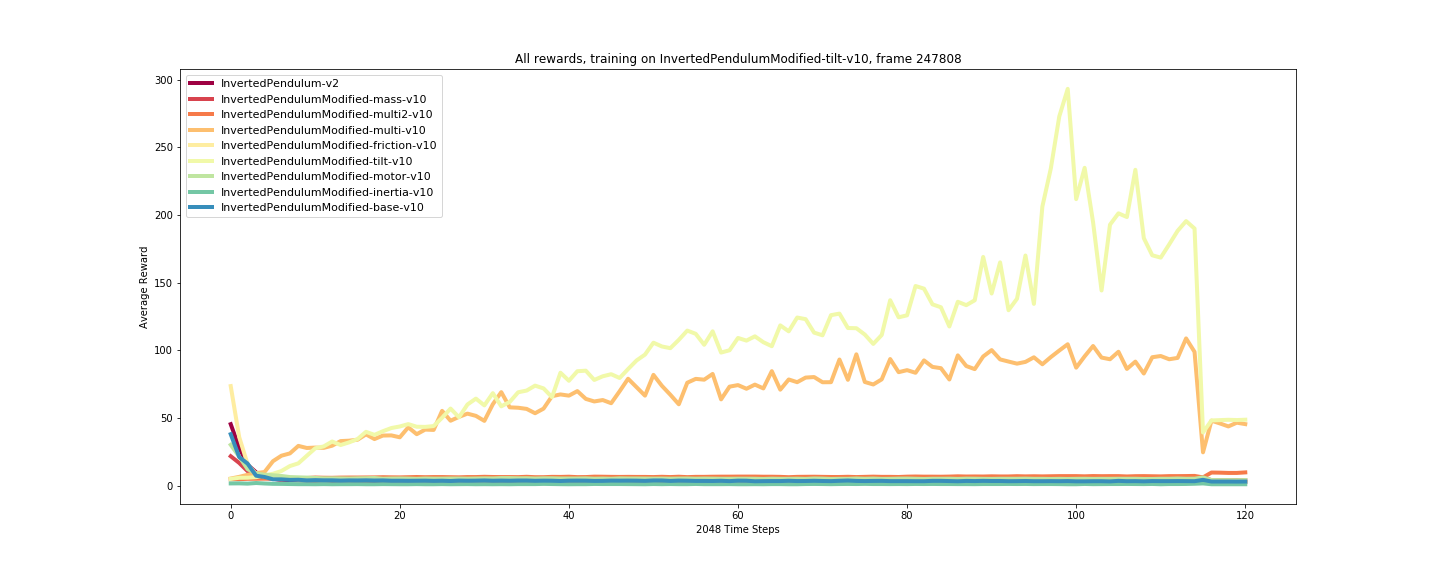 All rewards, training on InvertedPendulumModified-tilt-v10, frame 247808
300
250
200
150
100
50
0
Average Reward
InvertedPendulum-v2
InvertedPendulumModified-mass-v10
InvertedPendulumModified-multi2-v10
InvertedPendulumModified-multi-v10
InvertedPendulumModified-friction-v10
InvertedPendulumModified-tilt-v10
InvertedPendulumModified-motor-v10
InvertedPendulumModified-inertia-v10
InvertedPendulumModified-base-v10
0 20 40 60 80 100 120
2048 Time Steps